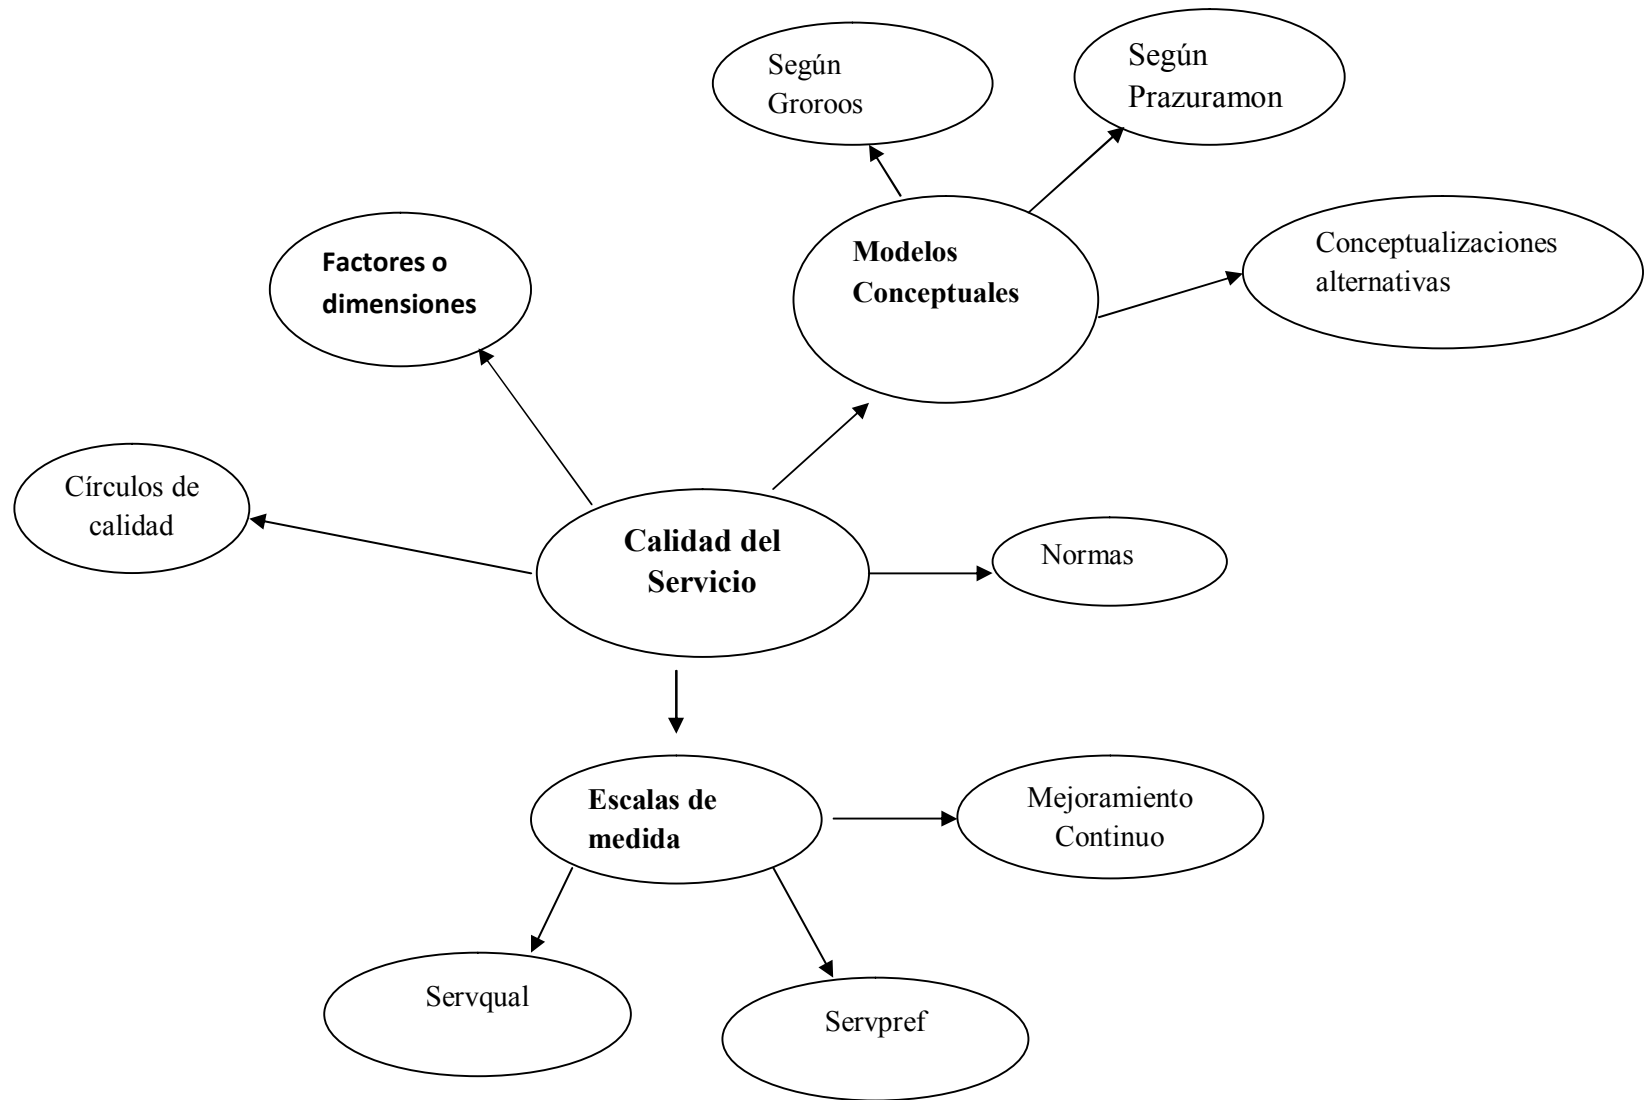 Según
Groroos
Según
Prazuramon
Factores o
dimensiones
Modelos
Conceptuales
Conceptualizaciones
alternativas
Círculos de
calidad
Calidad del
Servicio
Normas
Escalas de
medida
Mejoramiento
Continuo
Servqual
Servpref